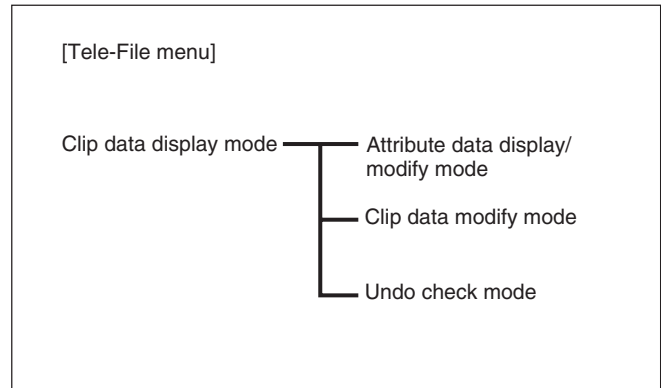 [Tele-File menu]
Clip data display mode
Attribute data display/
modify mode
Clip data modify mode
Undo check mode